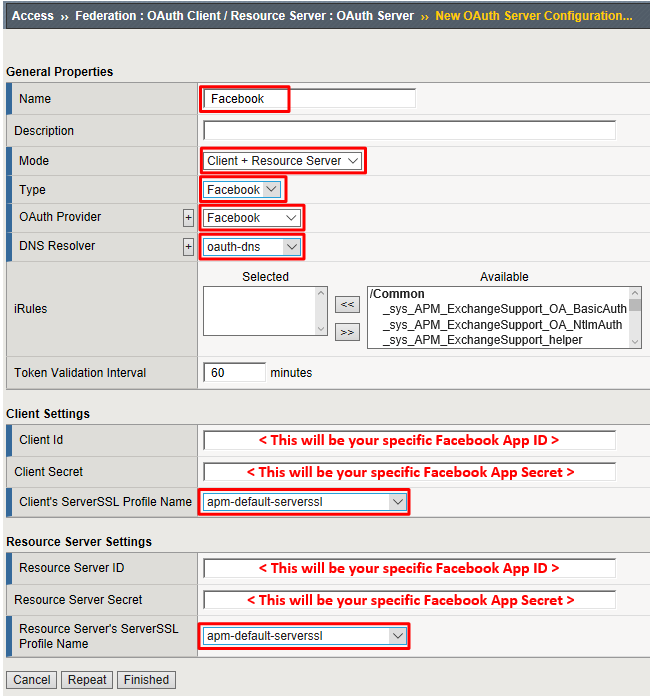 Access ›› Federation : OAuth Client / Resource Server : OAuth Server ›› New OAuth Server Configuration...
General Properties
Name Facebook
Description
Mode Client + Resource Server
Type Facebook
OAuth Provider + Facebook
DNS Resolver + oauth-dns
Selected Available
iRules
<< >>
/Common
_sys_APM_ExchangeSupport_OA_BasicAuth
_sys_APM_ExchangeSupport_OA_NtlmAuth
_sys_APM_ExchangeSupport_helper
Token Validation Interval 60 minutes
Client Settings
Client Id < This will be your specific Facebook App ID >
Client Secret < This will be your specific Facebook App Secret >
Client's ServerSSL Profile Name apm-default-serverssl
Resource Server Settings
Resource Server ID < This will be your specific Facebook App ID >
Resource Server Secret < This will be your specific Facebook App Secret >
Resource Server's ServerSSL
Profile Name apm-default-serverssl
Cancel Repeat Finished